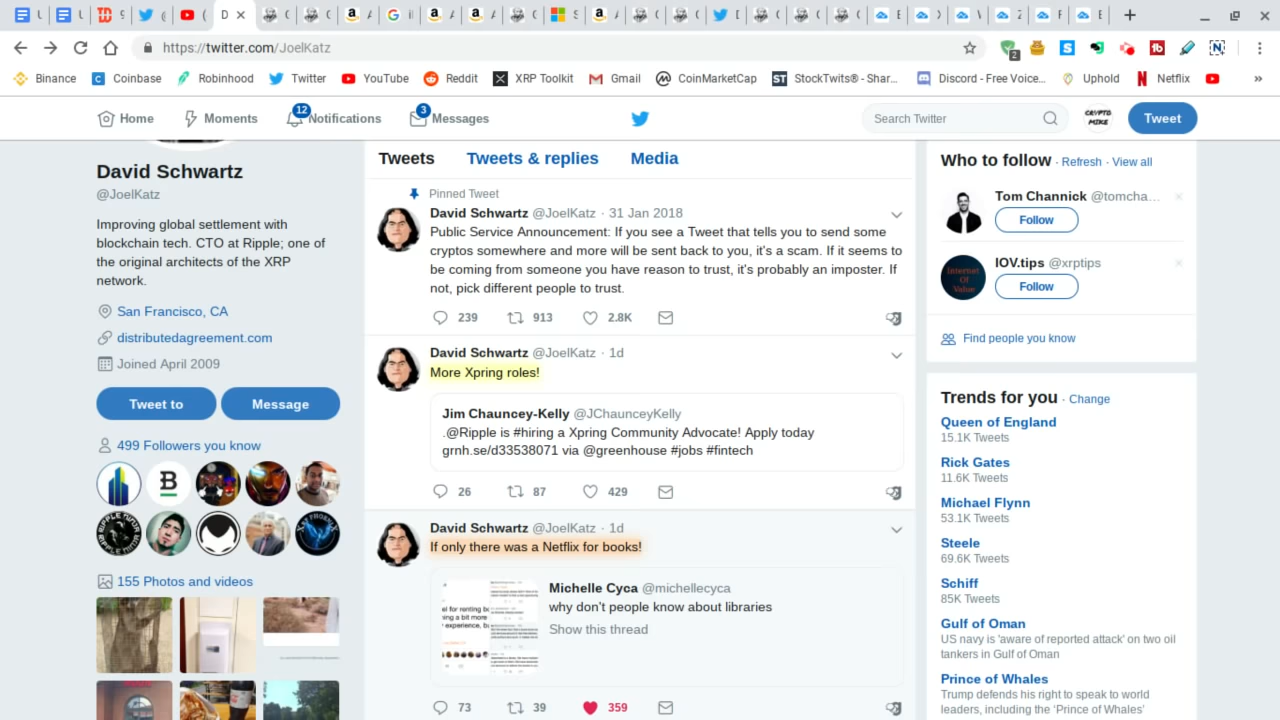 https://twitter.com/JoelKatz
2
Binance
Coinbase
Robinhood
Twitter
YouTube
Reddit
XRP Toolkit
Gmail
CoinMarketCap
StockTwits® - Shar...
Discord - Free Voice...
Uphold
Netflix
»
Home
Moments
12
Notifications
3
Messages
Search Twitter
CRYPTO
MIKE
Tweet
David Schwartz
@JoelKatz
Improving global settlement with
blockchain tech. CTO at Ripple; one of
the original architects of the XRP
network.
San Francisco, CA
distributedagreement.com
Joined April 2009
Tweet to
Message
499 Followers you know
155 Photos and videos
Tweets
Tweets & replies
Media
Pinned Tweet
David Schwartz @JoelKatz · 31 Jan 2018
Public Service Announcement: If you see a Tweet that tells you to send some
cryptos somewhere and more will be sent back to you, it's a scam. If it seems to
be coming from someone you have reason to trust, it's probably an imposter. If
not, pick different people to trust.
239
913
2.8K
David Schwartz @JoelKatz · 1d
More Xpring roles!
Jim Chauncey-Kelly @JChaunceyKelly
.@Ripple is #hiring a Xpring Community Advocate! Apply today
grnh.se/d33538071 via @greenhouse #jobs #fintech
26
87
429
David Schwartz @JoelKatz · 1d
If only there was a Netflix for books!
Michelle Cyca @michellecyca
why don't people know about libraries
Show this thread
73
39
359
Who to follow · Refresh · View all
Tom Channick @tomcha...
Follow
Internet
Of
Value
IOV.tips @xrptips
Follow
Find people you know
Trends for you · Change
Queen of England
15.1K Tweets
Rick Gates
11.6K Tweets
Michael Flynn
53.1K Tweets
Steele
69.6K Tweets
Schiff
85K Tweets
Gulf of Oman
US navy is 'aware of reported attack' on two oil
tankers in Gulf of Oman
Prince of Whales
Trump defends his right to speak to world
leaders, including the 'Prince of Whales'